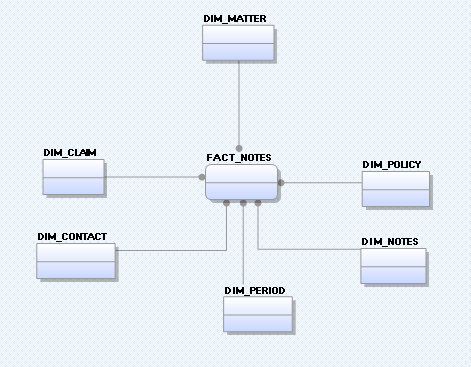 DIM_MATTER
DIM_CLAIM
FACT_NOTES
DIM_POLICY
DIM_CONTACT
DIM_NOTES
DIM_PERIOD